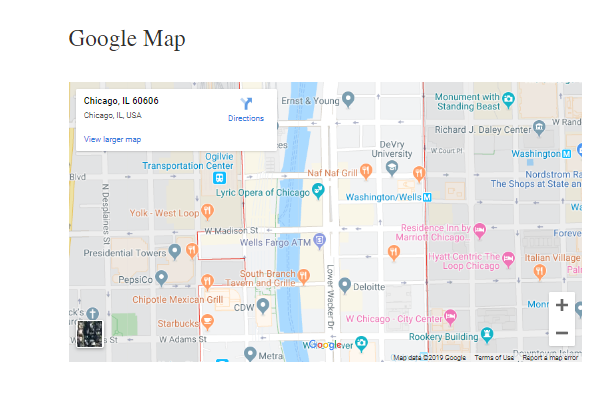 Google Map
Chicago, IL 60606
Chicago, IL, USA
Directions
View larger map
Ernst & Young
Monument with
Standing Beast
Richard J. Daley Center
W Rand
Ogilvie
Transportation Center
DeVry
University
W Court Pl
Washington
Blvd
N Desplaines St
Naf Naf Grill
Nordstrom Ra
The Shops at State an
Lyric Opera of Chicago
Washington/Wells
Wa
Yolk - West Loop
W Madison St
Residence Inn by
Marriott Chicago...
Foreve
Wells Fargo ATM
Presidential Towers
Hyatt Centric The
Loop Chicago
Italian Village
Pal
PepsiCo
South Branch
Tavern and Grille
Lower Wacker Dr
Deloitte
Chipotle Mexican Grill
CDW
Monr
Starbucks
W Chicago - City Center
W Adams St
Rookery Building
Google
Metra
Map data ©2019 Google
Terms of Use
Report a map error